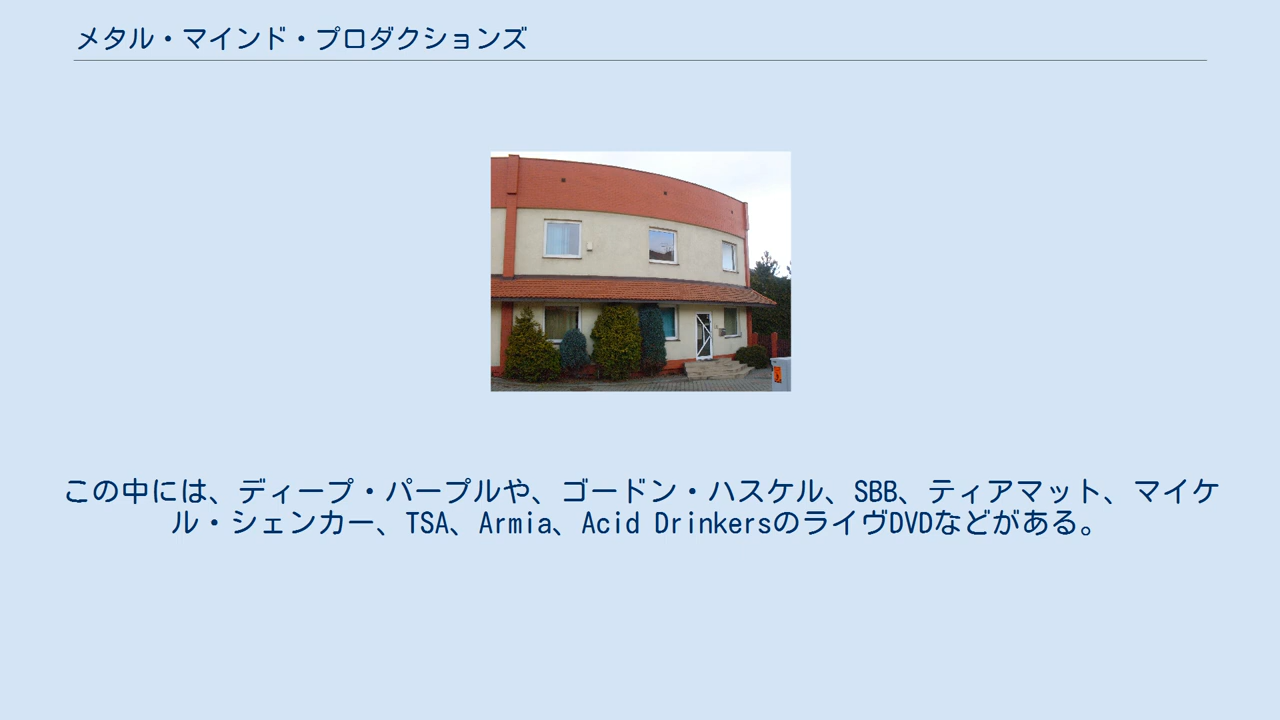 メタル・マインド・プロダクションズ
この中には、ディープ・パープルや、ゴードン・ハスケル、SBB、ティアマット、マイケ
ル・シェンカー、TSA、Armia、Acid DrinkersのライヴDVDなどがある。